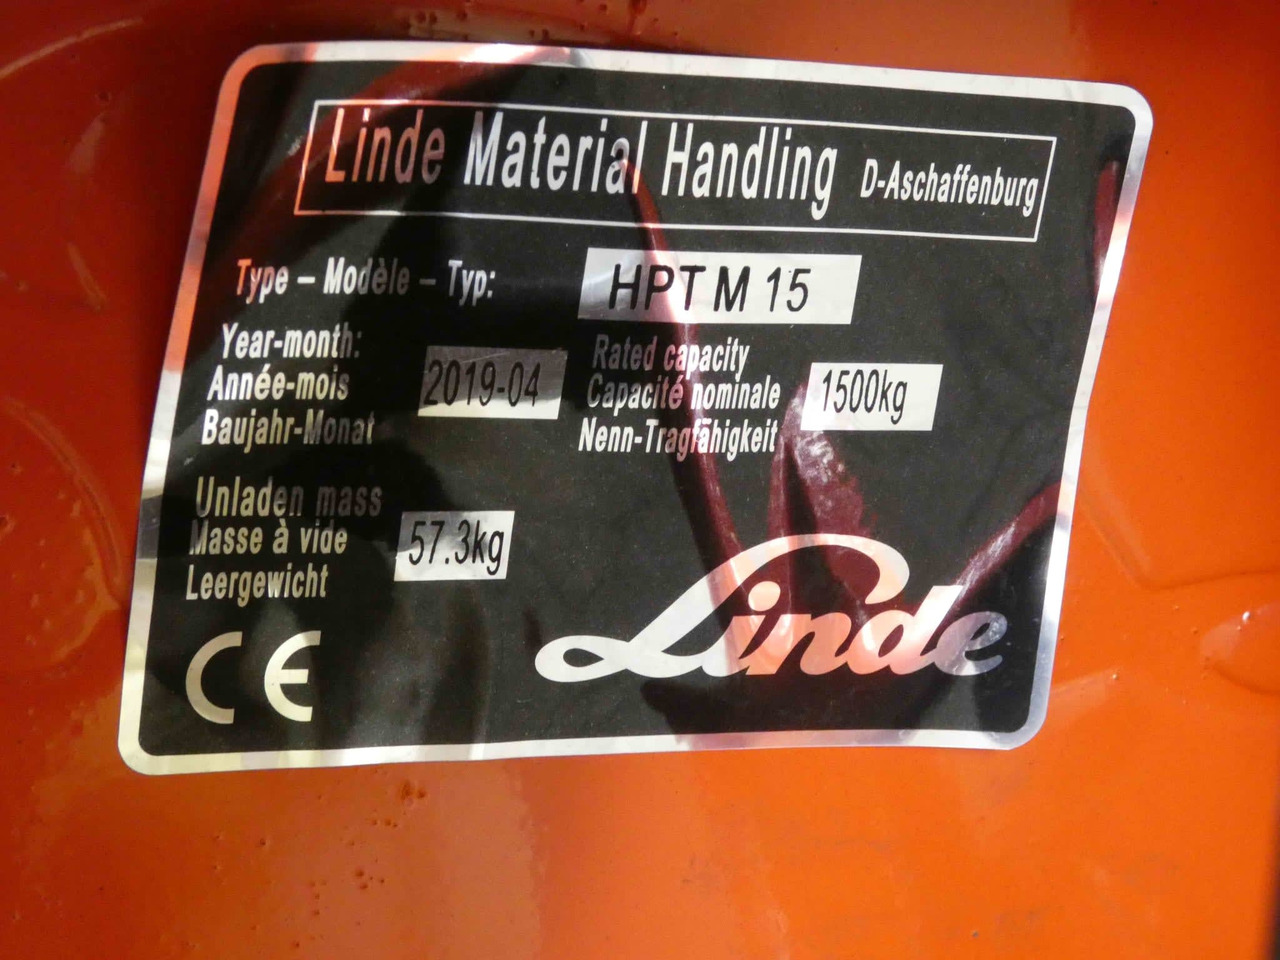 Linde Material Handling D-Aschaffenburg
Type – Modèle – Typ: HPT M 15
Year-month:
Année-mois 2019-04
Baujahr-Monat
Rated capacity
Capacité nominale 1500kg
Nenn-Tragfähigkeit
Unladen mass
Masse à vide 57.3kg
Leergewicht
CE
Linde